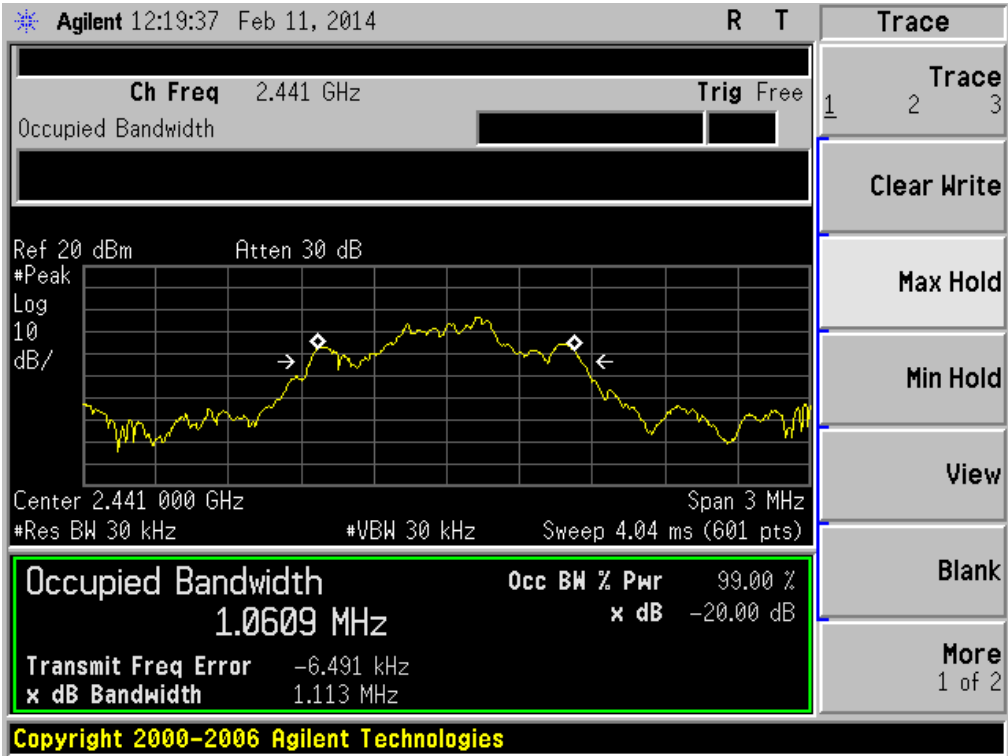 Agilent 12:19:37 Feb 11, 2014 R T
Ch Freq 2.441 GHz Trig Free
Occupied Bandwidth
Ref 20 dBm Atten 30 dB
#Peak
Log
10
dB/
Center 2.441 000 GHz Span 3 MHz
#Res BW 30 kHz #VBW 30 kHz Sweep 4.04 ms (601 pts)
Occupied Bandwidth Occ BW % Pwr 99.00 %
1.0609 MHz x dB -20.00 dB
Transmit Freq Error -6.491 kHz
x dB Bandwidth 1.113 MHz
Copyright 2000-2006 Agilent Technologies
Trace
Trace
1 2 3
Clear Write
Max Hold
Min Hold
View
Blank
More
1 of 2